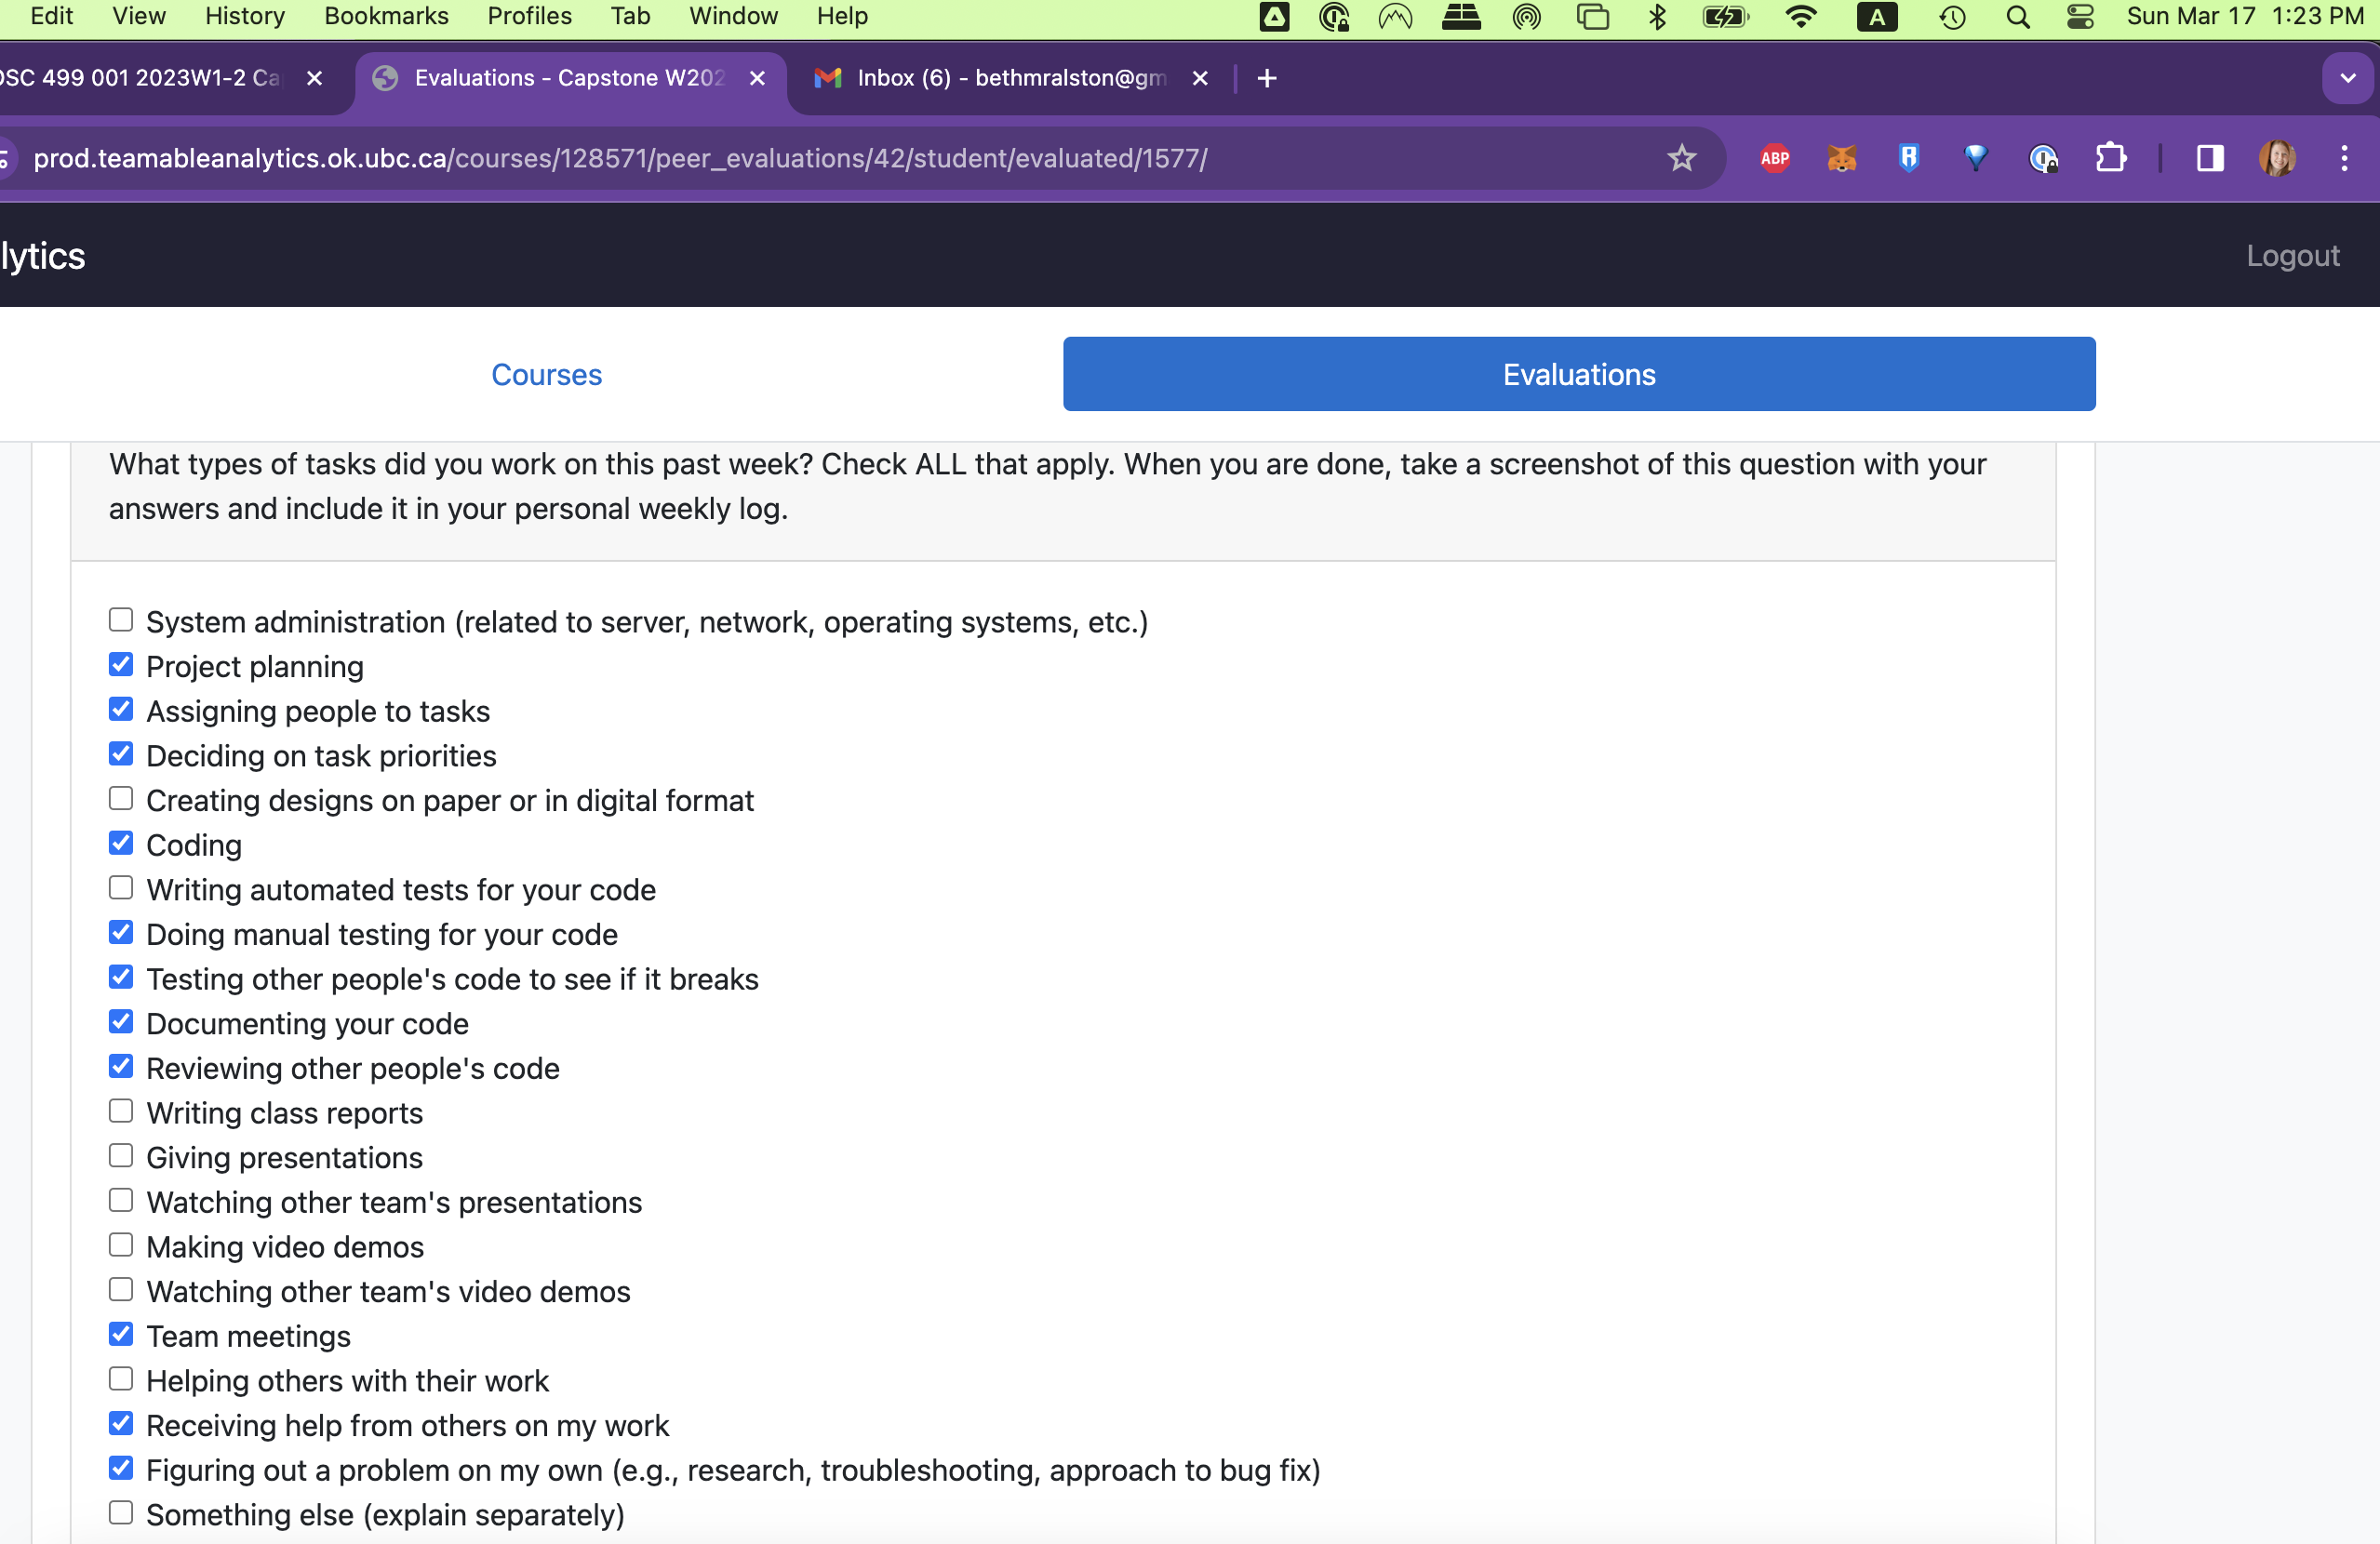 Edit View History Bookmarks Profiles Tab Window Help A Sun Mar 17 1:23 PM
SC 499 001 2023W1-2 Ca Evaluations - Capstone W202 Inbox (6) - bethmralston@gm
prod.teamableanalytics.ok.ubc.ca/courses/128571/peer_evaluations/42/student/evaluated/1577/ ABP
lytics Logout
Courses Evaluations
What types of tasks did you work on this past week? Check ALL that apply. When you are done, take a screenshot of this question with your
answers and include it in your personal weekly log.
System administration (related to server, network, operating systems, etc.)
Project planning
Assigning people to tasks
Deciding on task priorities
Creating designs on paper or in digital format
Coding
Writing automated tests for your code
Doing manual testing for your code
Testing other people's code to see if it breaks
Documenting your code
Reviewing other people's code
Writing class reports
Giving presentations
Watching other team's presentations
Making video demos
Watching other team's video demos
Team meetings
Helping others with their work
Receiving help from others on my work
Figuring out a problem on my own (e.g., research, troubleshooting, approach to bug fix)
Something else (explain separately)